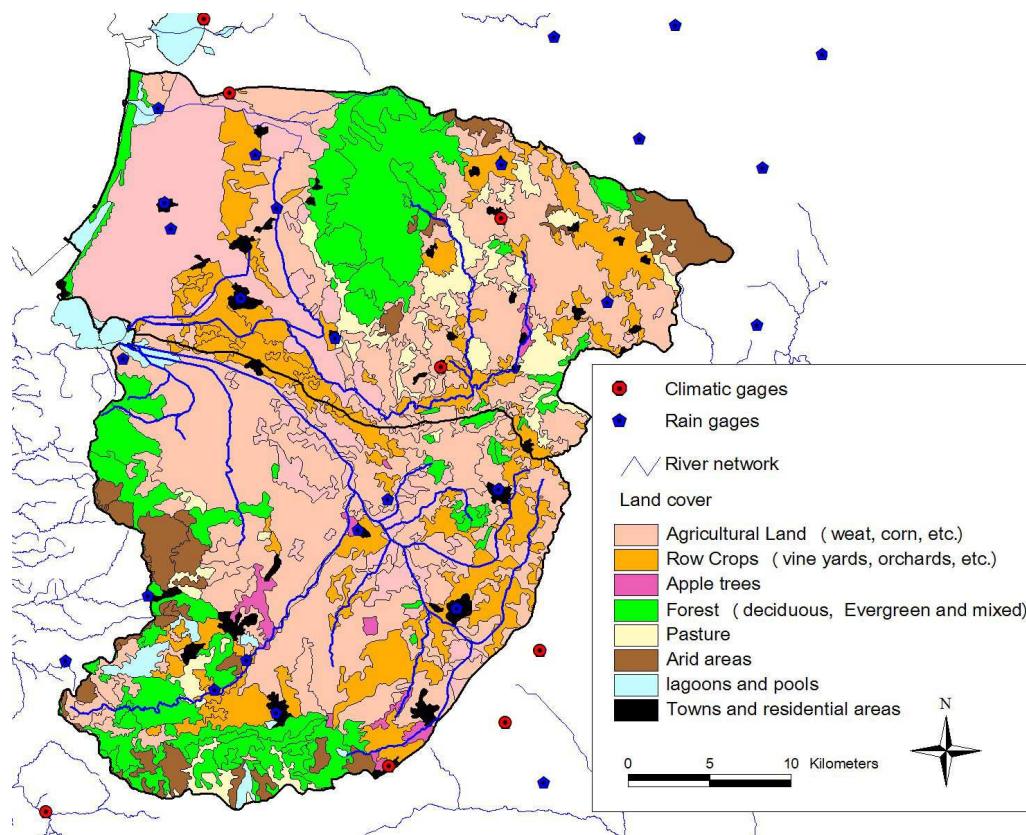 Climatic gages
Rain gages
River network
Land cover
Agricultural Land ( weat, corn, etc.)
Row Crops ( vine yards, orchards, etc.)
Apple trees
Forest ( deciduous, Evergreen and mixed)
Pasture
Arid areas
lagoons and pools
Towns and residential areas
N
0 5 10 Kilometers